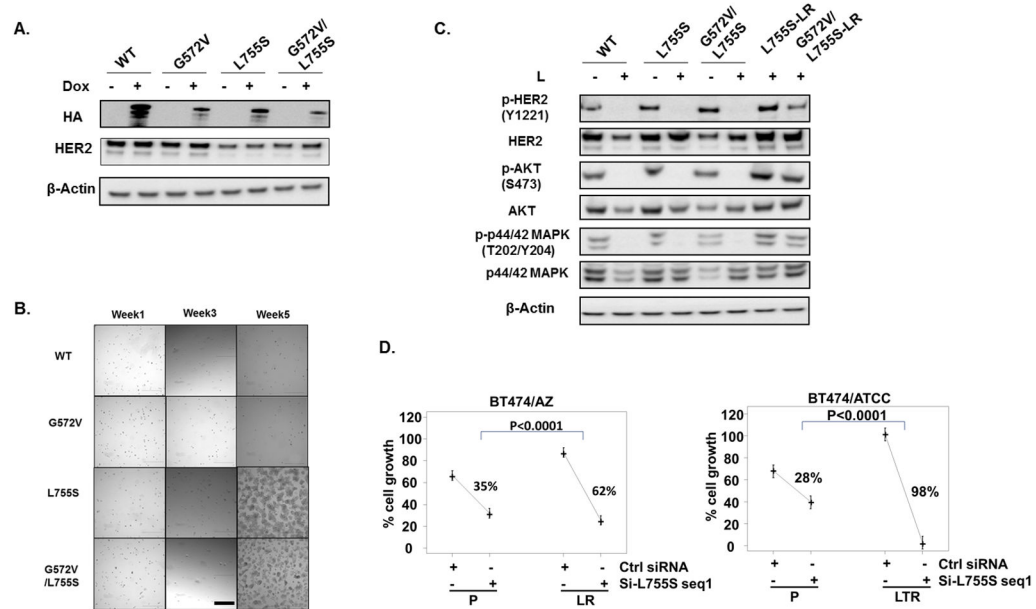 A.
WT G572V L755S G572V/ L755S
Dox - + - + - + - +
HA
HER2
β-Actin
B.
Week1 Week3 Week5
WT
G572V
L755S
G572V
/L755S
C.
WT L755S G572V/ L755S L755S-LR G572V/ L755S-LR
L - + - + - + + +
p-HER2
(Y1221)
HER2
p-AKT
(S473)
AKT
p-p44/42 MAPK
(T202/Y204)
p44/42 MAPK
β-Actin
D.
BT474/AZ
P<0.0001
% cell growth
120
100
80
60
40
20
0
35%
62%
+ - + - Ctrl siRNA
- + - + Si-L755S seq1
P LR
BT474/ATCC
P<0.0001
% cell growth
120
100
80
60
40
20
0
28%
98%
+ - + - Ctrl siRNA
- + - + Si-L755S seq1
P LTR